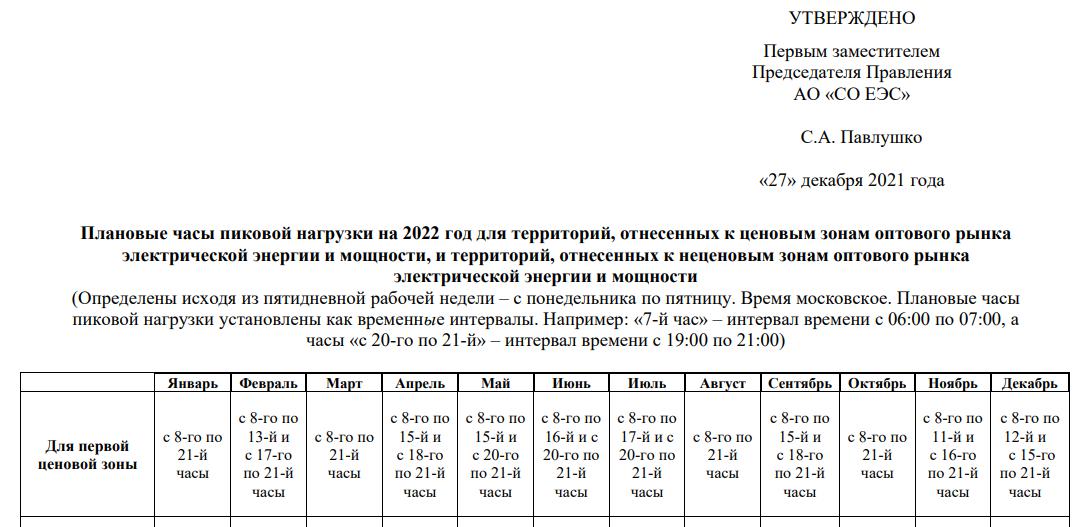 УТВЕРЖДЕНО
Первым заместителем
Председателя Правления
АО «СО ЕЭС»
С.А. Павлушко
«27» декабря 2021 года
Плановые часы пиковой нагрузки на 2022 год для территорий, отнесенных к ценовым зонам оптового рынка
электрической энергии и мощности, и территорий, отнесенных к неценовым зонам оптового рынка
электрической энергии и мощности
(Определены исходя из пятидневной рабочей недели – с понедельника по пятницу. Время московское. Плановые часы
пиковой нагрузки установлены как временные интервалы. Например: «7-й час» – интервал времени с 06:00 по 07:00, а
часы «с 20-го по 21-й» – интервал времени с 19:00 по 21:00)
Январь Февраль Март Апрель Май Июнь Июль Август Сентябрь Октябрь Ноябрь Декабрь
Для первой
ценовой зоны
с 8-го по
21-й
часы
с 8-го по
13-й и
с 17-го
по 21-й
часы
с 8-го по
21-й
часы
с 8-го по
15-й и
с 18-го
по 21-й
часы
с 8-го по
15-й и
с 20-го
по 21-й
часы
с 8-го по
16-й и с
20-го по
21-й
часы
с 8-го по
17-й и с
20-го по
21-й
часы
с 8-го по
21-й
часы
с 8-го по
15-й и
с 18-го
по 21-й
часы
с 8-го по
21-й
часы
с 8-го по
11-й и
с 16-го
по 21-й
часы
с 8-го по
12-й и
с 15-го
по 21-й
часы